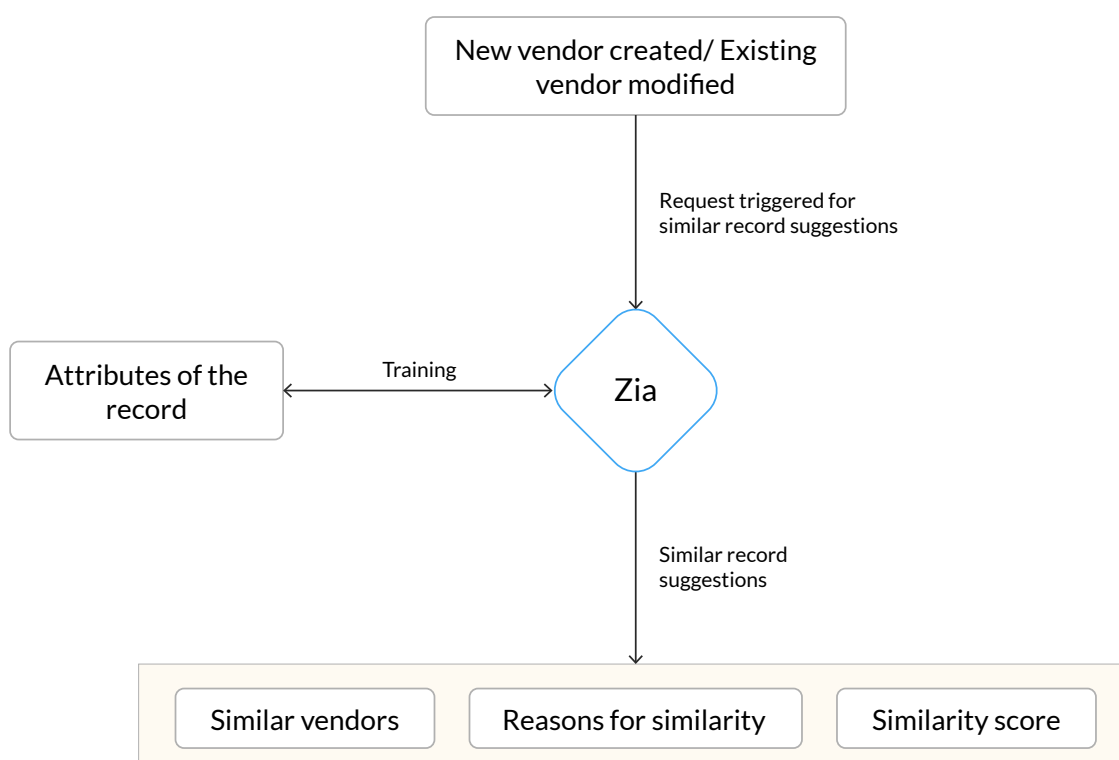 New vendor created/ Existing
vendor modified
Request triggered for
similar record suggestions
Attributes of the
record
Training
Zia
Similar record
suggestions
Similar vendors
Reasons for similarity
Similarity score